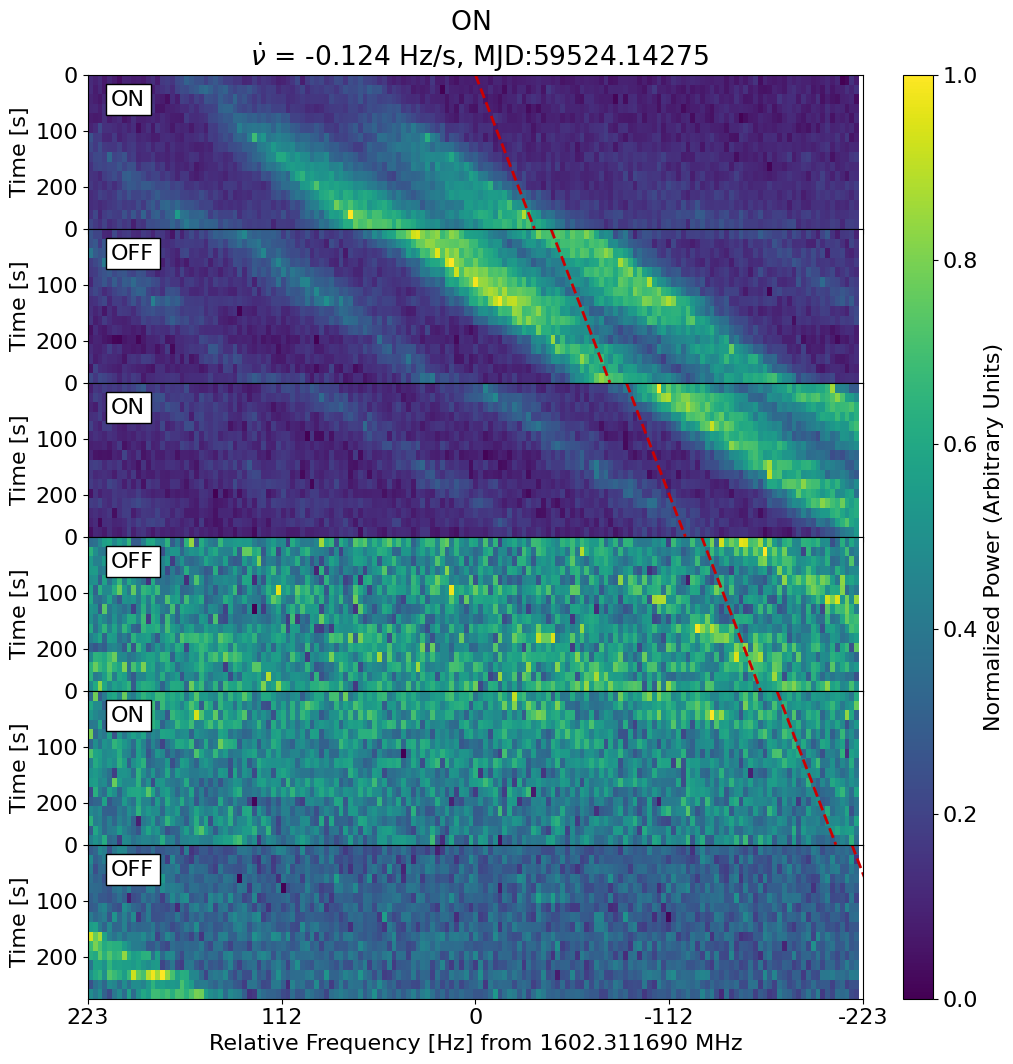 ON
ν̇ = -0.124 Hz/s, MJD:59524.14275
0
ON
100
Time [s]
200
0
OFF
100
Time [s]
200
0
ON
100
Time [s]
200
0
OFF
100
Time [s]
200
0
ON
100
Time [s]
200
0
OFF
100
Time [s]
200
223 112 0 -112 -223
Relative Frequency [Hz] from 1602.311690 MHz
1.0
0.8
0.6
0.4
0.2
0.0
Normalized Power (Arbitrary Units)